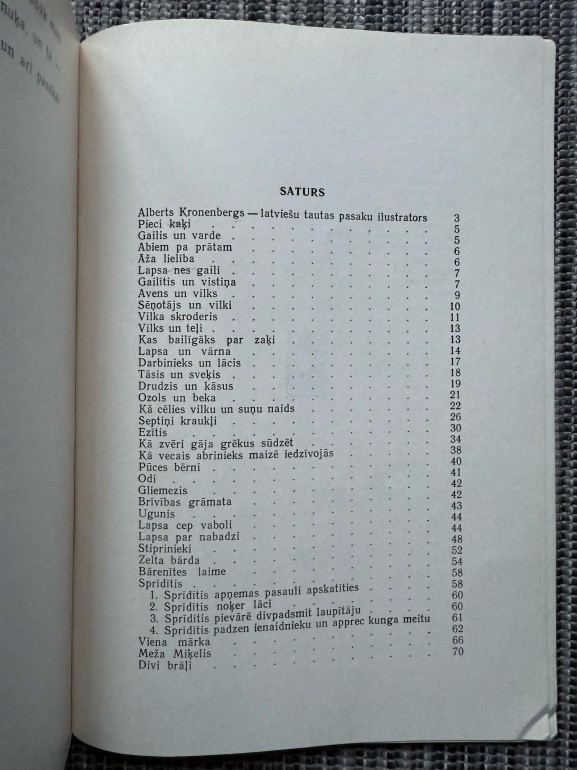 nuka, un tā —
un arī
SATURS
Alberts Kronenbergs — latviešu tautas pasaku ilustrators 3
Pieci kaķi . . . . . . . . . . . 5
Gailis un varde . . . . . . . . . . 5
Abiem pa prātam . . . . . . . . . . 6
Āža lielība . . . . . . . . . . . 6
Lapsa nes gaili . . . . . . . . . . 7
Gailītis un vistiņa . . . . . . . . . 7
Avens un vilks . . . . . . . . . . 9
Sēņotājs un vilki . . . . . . . . . 10
Vilka skroderis . . . . . . . . . . 11
Vilks un teļi . . . . . . . . . . . 13
Kas bailīgāks par zaķi . . . . . . . . 13
Lapsa un vārna . . . . . . . . . . 14
Darbinieks un lācis . . . . . . . . . 17
Tāsis un sveķis . . . . . . . . . . 18
Drudzis un kāsus . . . . . . . . . . 19
Ozols un beka . . . . . . . . . . 21
Kā cēlies vilku un suņu naids . . . . . . 22
Septiņi kraukļi . . . . . . . . . . 26
Ezītis . . . . . . . . . . . . 30
Kā zvēri gāja grēkus sūdzēt . . . . . . . 34
Kā vecais abrinieks maizē iedzīvojās . . . . . 38
Pūces bērni . . . . . . . . . . . 40
Odi . . . . . . . . . . . . . 41
Gliemezis . . . . . . . . . . . 42
Brīvības grāmata . . . . . . . . . . 42
Ugunis . . . . . . . . . . . . 43
Lapsa cep vaboli . . . . . . . . . . 44
Lapsa par nabadzi . . . . . . . . . 44
Stiprinieki . . . . . . . . . . . 48
Zelta bārda . . . . . . . . . . . 52
Bārenītes laime . . . . . . . . . . 54
Sprīdītis . . . . . . . . . . . . 58
1. Sprīdītis apņemas pasauli apskatīties . . . . 58
2. Sprīdītis noķer lāci . . . . . . . . 60
3. Sprīdītis pievārē divpadsmit laupītāju . . . . 60
4. Sprīdītis padzen ienaidnieku un apprec kunga meitu 61
Viena mārka . . . . . . . . . . . 62
Meža Miķelis . . . . . . . . . . . 66
Divi brāļi . . . . . . . . . . . . 70